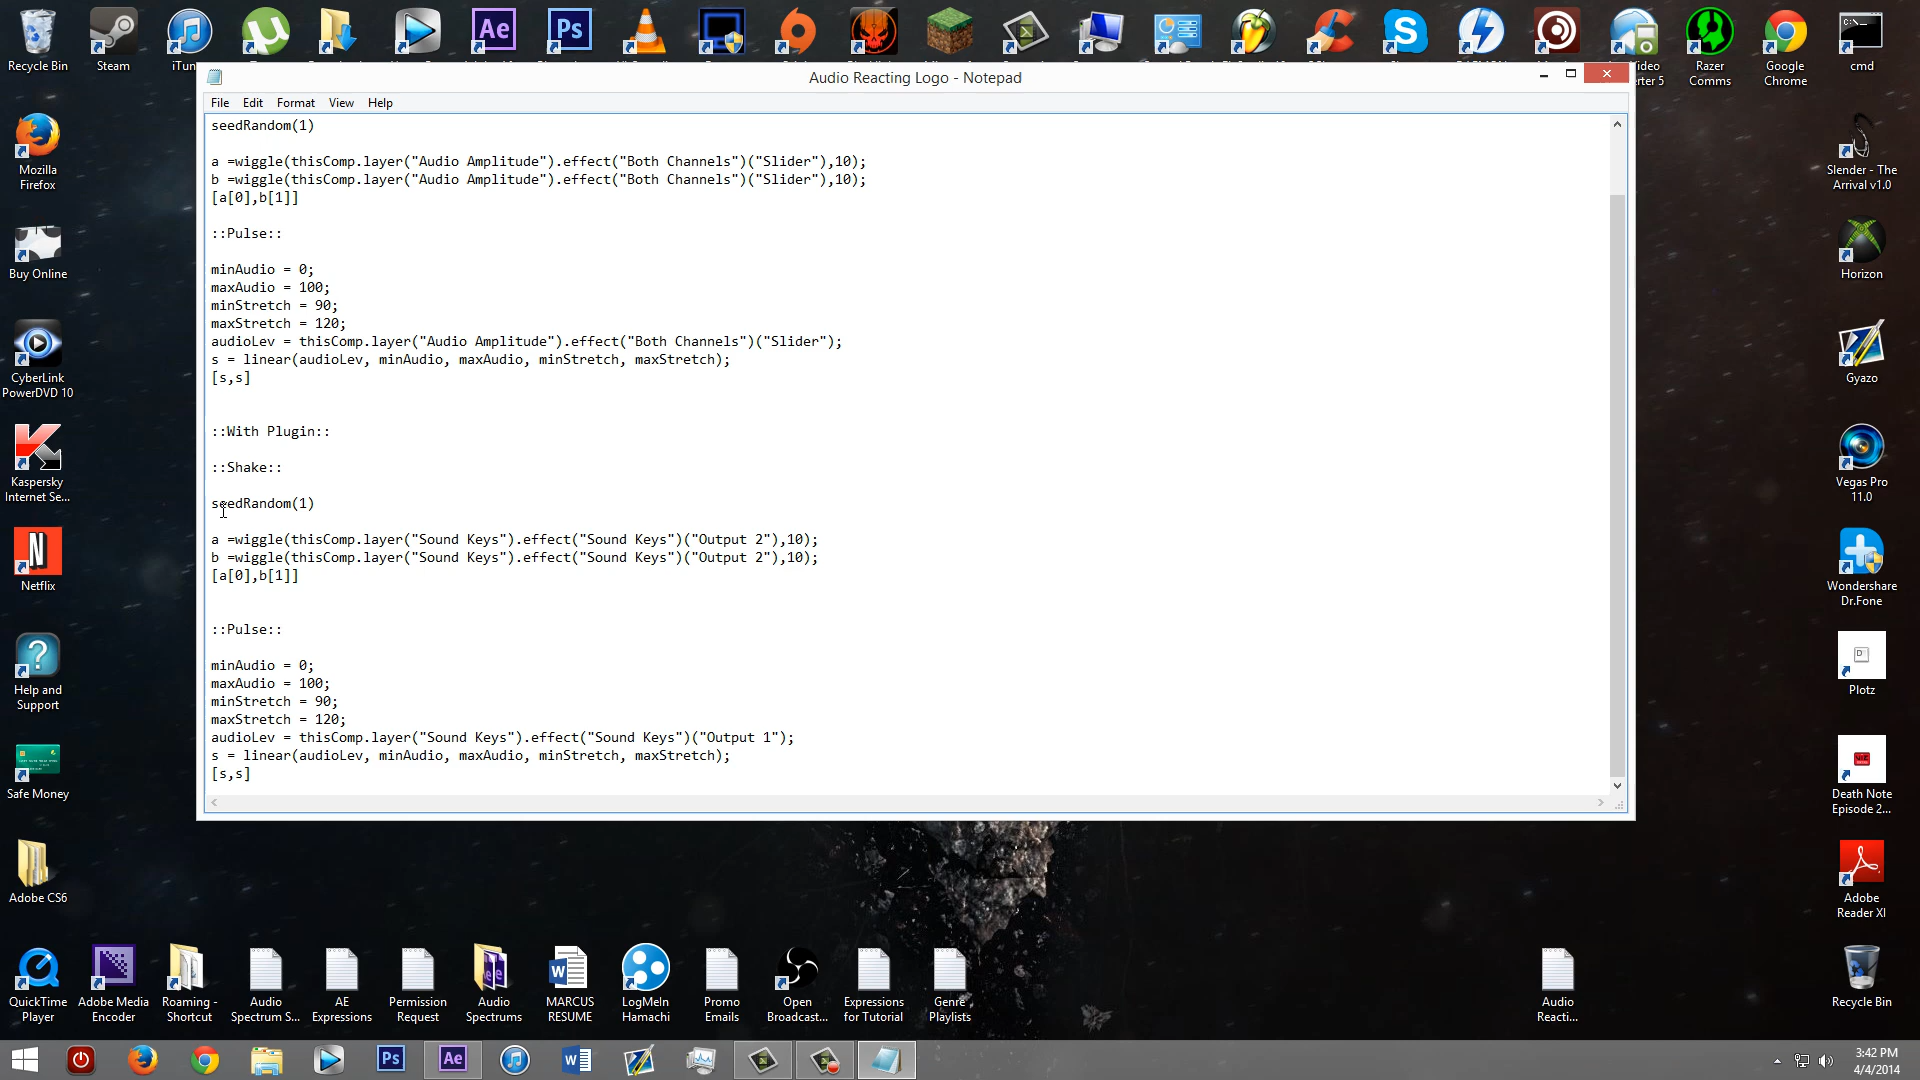 Recycle Bin
Steam
Razer
Comms
Google
Chrome
cmd
Audio Reacting Logo - Notepad
File Edit Format View Help
seedRandom(1)
a =wiggle(thisComp.layer("Audio Amplitude").effect("Both Channels")("Slider"),10);
b =wiggle(thisComp.layer("Audio Amplitude").effect("Both Channels")("Slider"),10);
[a[0],b[1]]
::Pulse::
minAudio = 0;
maxAudio = 100;
minStretch = 90;
maxStretch = 120;
audioLev = thisComp.layer("Audio Amplitude").effect("Both Channels")("Slider");
s = linear(audioLev, minAudio, maxAudio, minStretch, maxStretch);
[s,s]
::With Plugin::
::Shake::
seedRandom(1)
a =wiggle(thisComp.layer("Sound Keys").effect("Sound Keys")("Output 2"),10);
b =wiggle(thisComp.layer("Sound Keys").effect("Sound Keys")("Output 2"),10);
[a[0],b[1]]
::Pulse::
minAudio = 0;
maxAudio = 100;
minStretch = 90;
maxStretch = 120;
audioLev = thisComp.layer("Sound Keys").effect("Sound Keys")("Output 1");
s = linear(audioLev, minAudio, maxAudio, minStretch, maxStretch);
[s,s]
Mozilla
Firefox
Buy Online
CyberLink
PowerDVD 10
Kaspersky
Internet Se...
Netflix
Help and
Support
Safe Money
Adobe CS6
Slender - The
Arrival v1.0
Horizon
Gyazo
Vegas Pro
11.0
Wondershare
Dr.Fone
Plotz
Death Note
Episode 2...
Adobe
Reader XI
QuickTime
Player
Adobe Media
Encoder
Roaming -
Shortcut
Audio
Spectrum S...
AE
Expressions
Permission
Request
Audio
Spectrums
MARCUS
RESUME
LogMeIn
Hamachi
Promo
Emails
Open
Broadcast...
Expressions
for Tutorial
Genre
Playlists
Audio
Reacti...
Recycle Bin
3:42 PM
4/4/2014